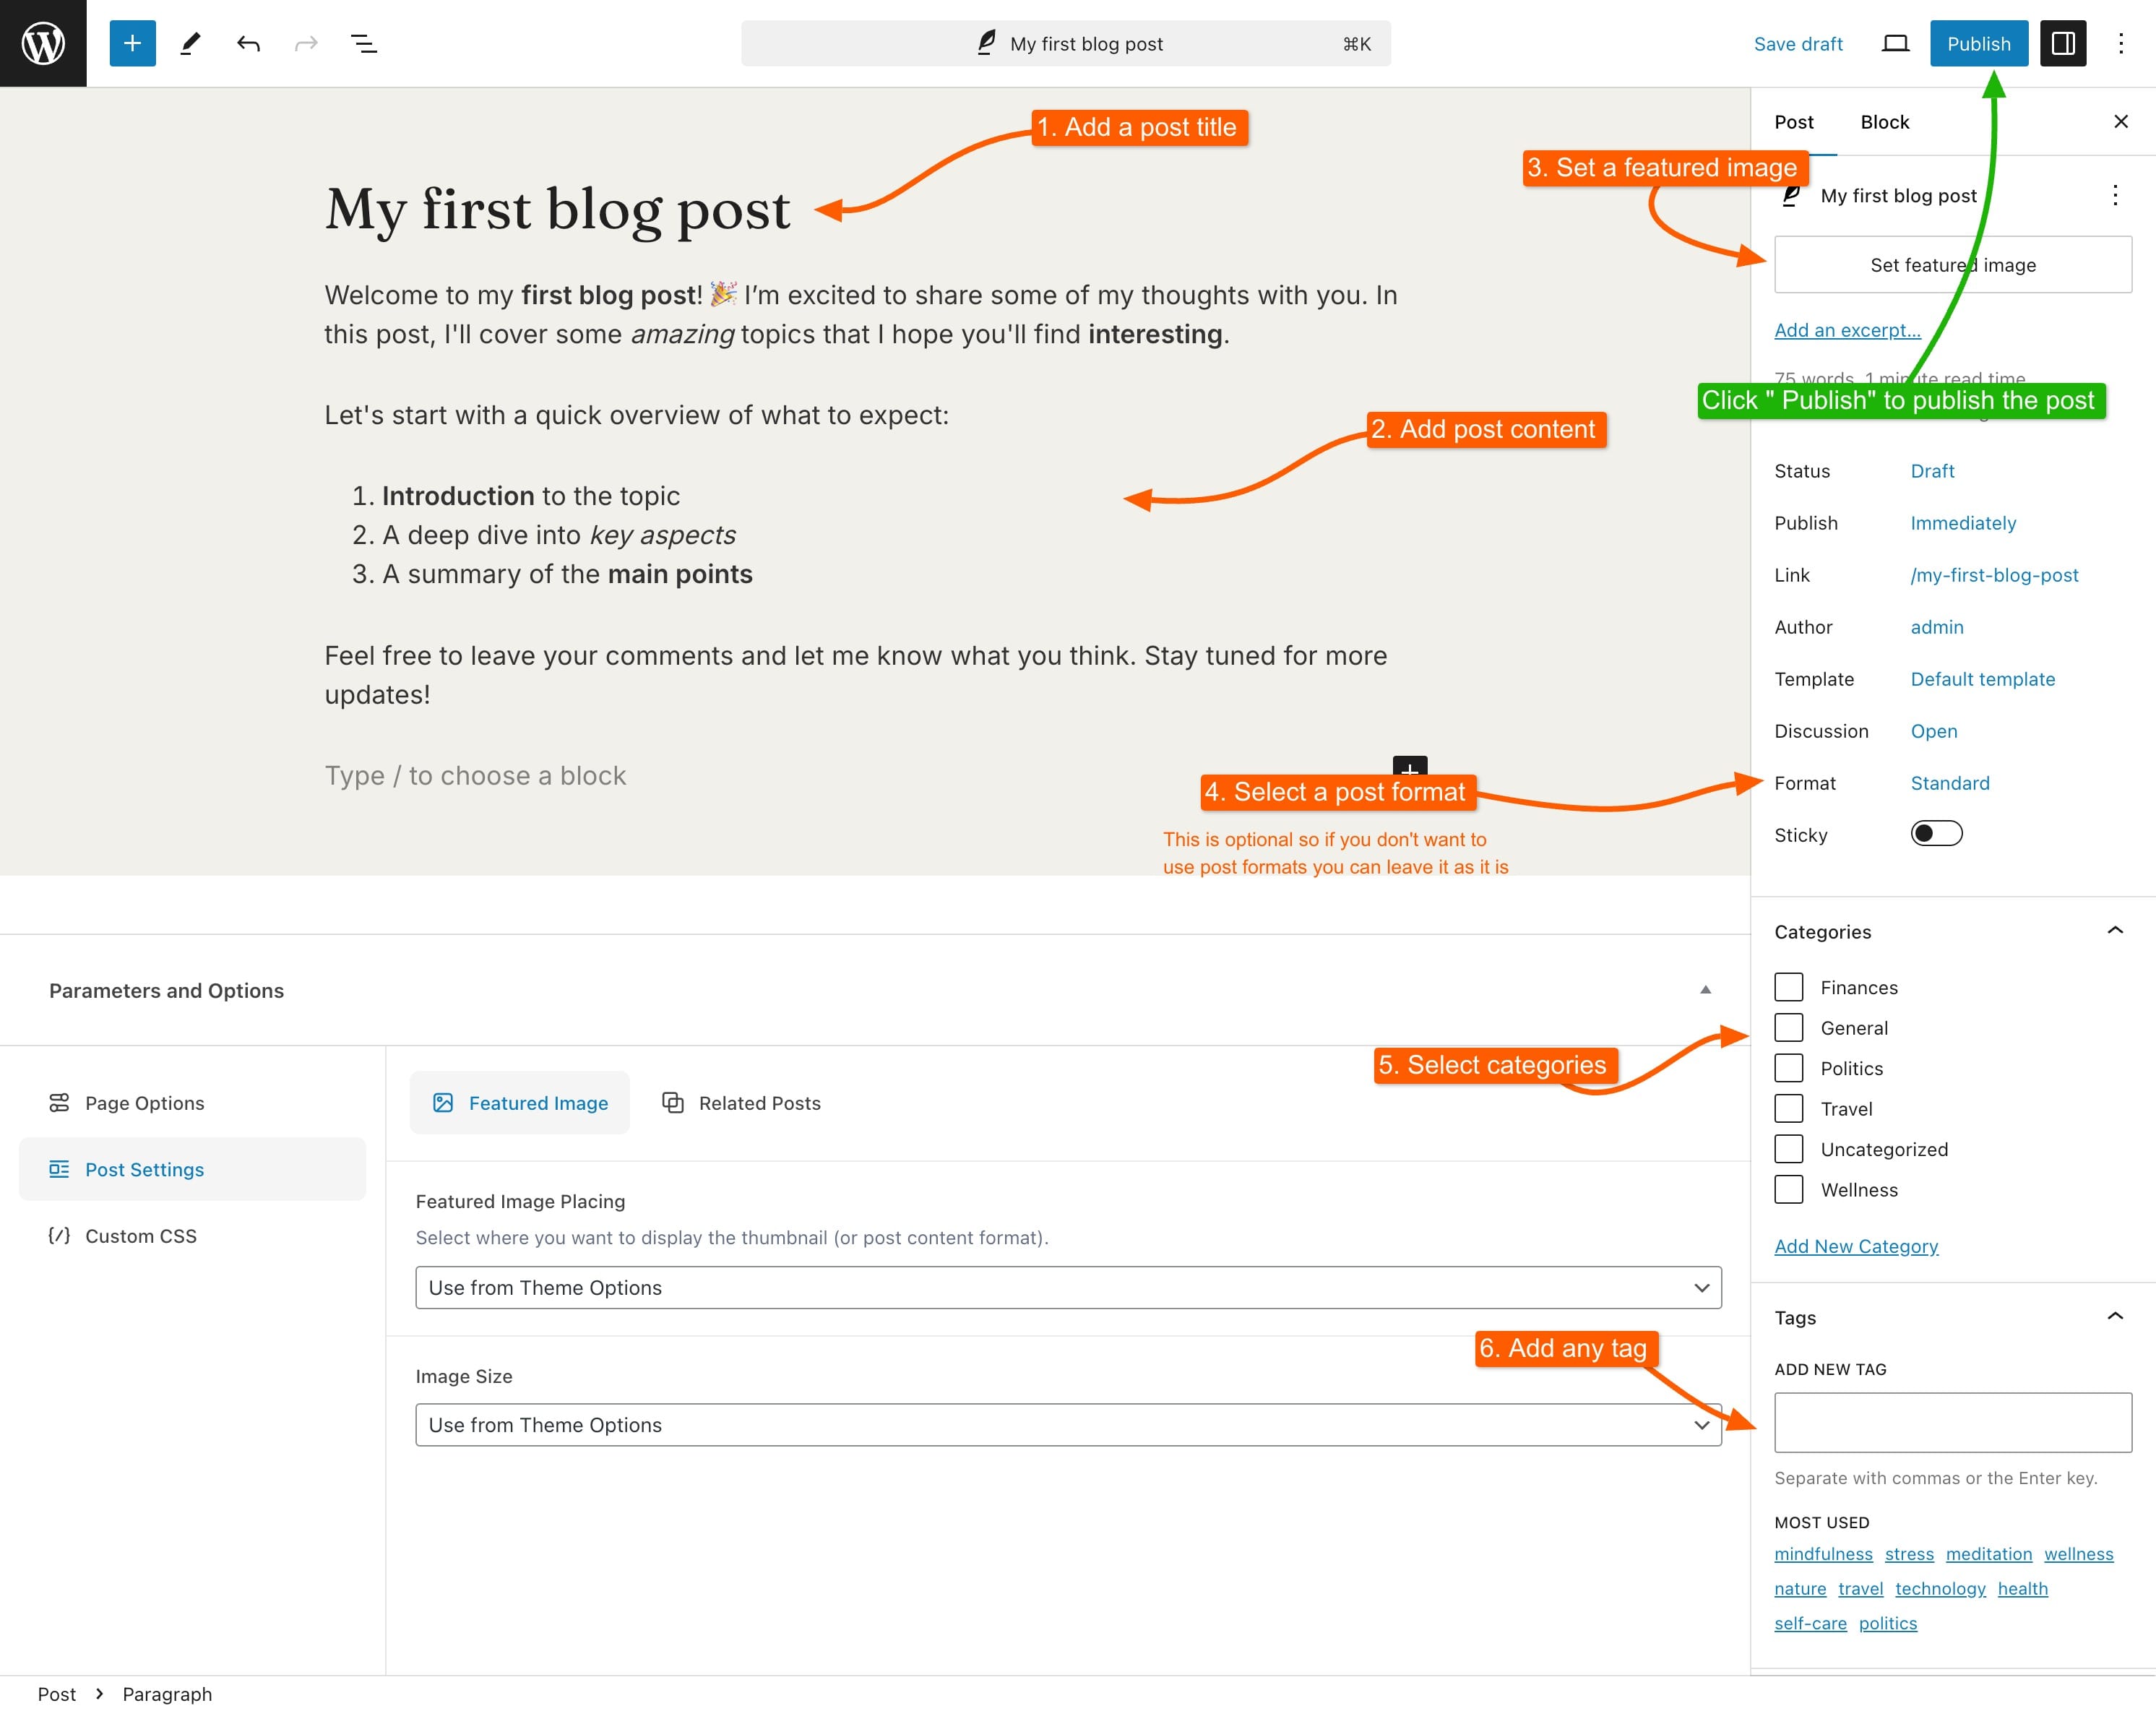 My first blog post
⌘K
Save draft
Publish
1. Add a post title
Post
Block
3. Set a featured image
My first blog post
My first blog post
Set featured image
Welcome to my first blog post! 🎉 I’m excited to share some of my thoughts with you. In
this post, I'll cover some amazing topics that I hope you'll find interesting.
Add an excerpt...
75 words, 1 minute read time.
Click " Publish" to publish the post
Let's start with a quick overview of what to expect:
2. Add post content
1. Introduction to the topic
2. A deep dive into key aspects
3. A summary of the main points
Feel free to leave your comments and let me know what you think. Stay tuned for more
updates!
Type / to choose a block
4. Select a post format
This is optional so if you don't want to
use post formats you can leave it as it is
Status Draft
Publish Immediately
Link /my-first-blog-post
Author admin
Template Default template
Discussion Open
Format Standard
Sticky
Categories
Finances
General
Politics
Travel
Uncategorized
Wellness
Add New Category
5. Select categories
Parameters and Options
Page Options
Post Settings
Custom CSS
Featured Image
Related Posts
Featured Image Placing
Select where you want to display the thumbnail (or post content format).
Use from Theme Options
Image Size
Use from Theme Options
6. Add any tag
Tags
ADD NEW TAG
Separate with commas or the Enter key.
MOST USED
mindfulness stress meditation wellness
nature travel technology health
self-care politics
Post › Paragraph